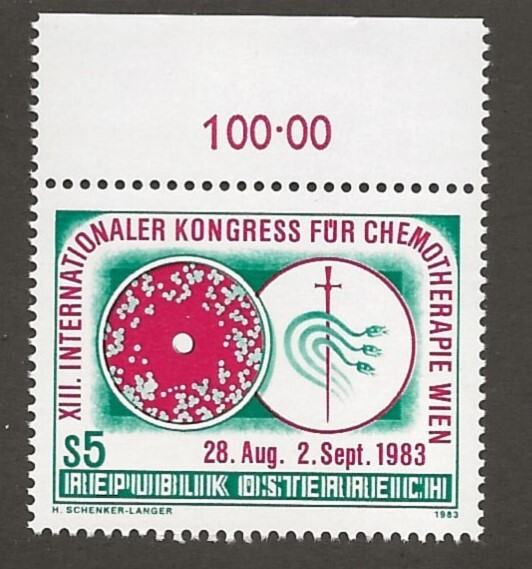 100·00
XIII. INTERNATIONALER KONGRESS FÜR CHEMOTHERAPIE WIEN
28. Aug. 2. Sept. 1983
S5
REPUBLIK ÖSTERREICH
H. SCHENKER-LANGER
1983